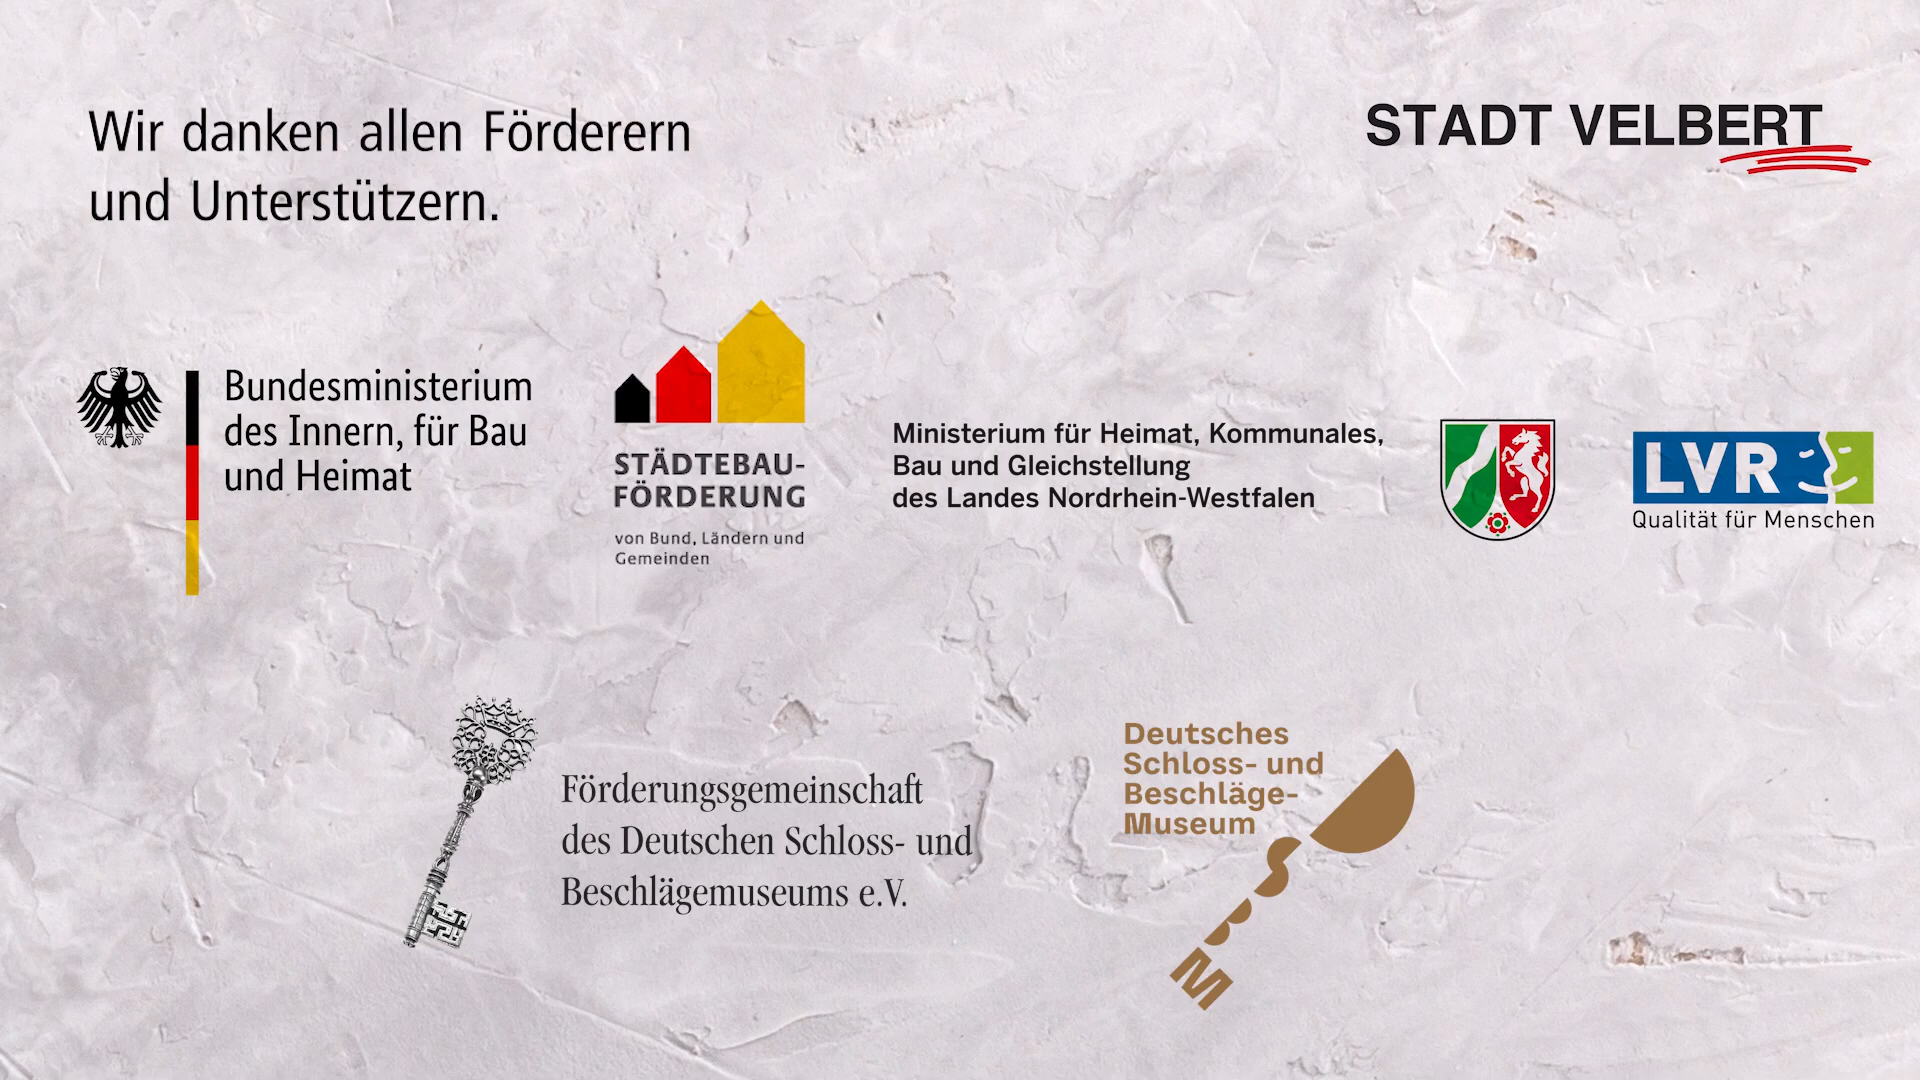 Wir danken allen Förderern
und Unterstützern.
STADT VELBERT
Bundesministerium
des Innern, für Bau
und Heimat
STÄDTEBAU-
FÖRDERUNG
von Bund, Ländern und
Gemeinden
Ministerium für Heimat, Kommunales,
Bau und Gleichstellung
des Landes Nordrhein-Westfalen
LVR
Qualität für Menschen
Förderungsgemeinschaft
des Deutschen Schloss- und
Beschlägemuseums e.V.
Deutsches
Schloss- und
Beschläge-
Museum
DSBM